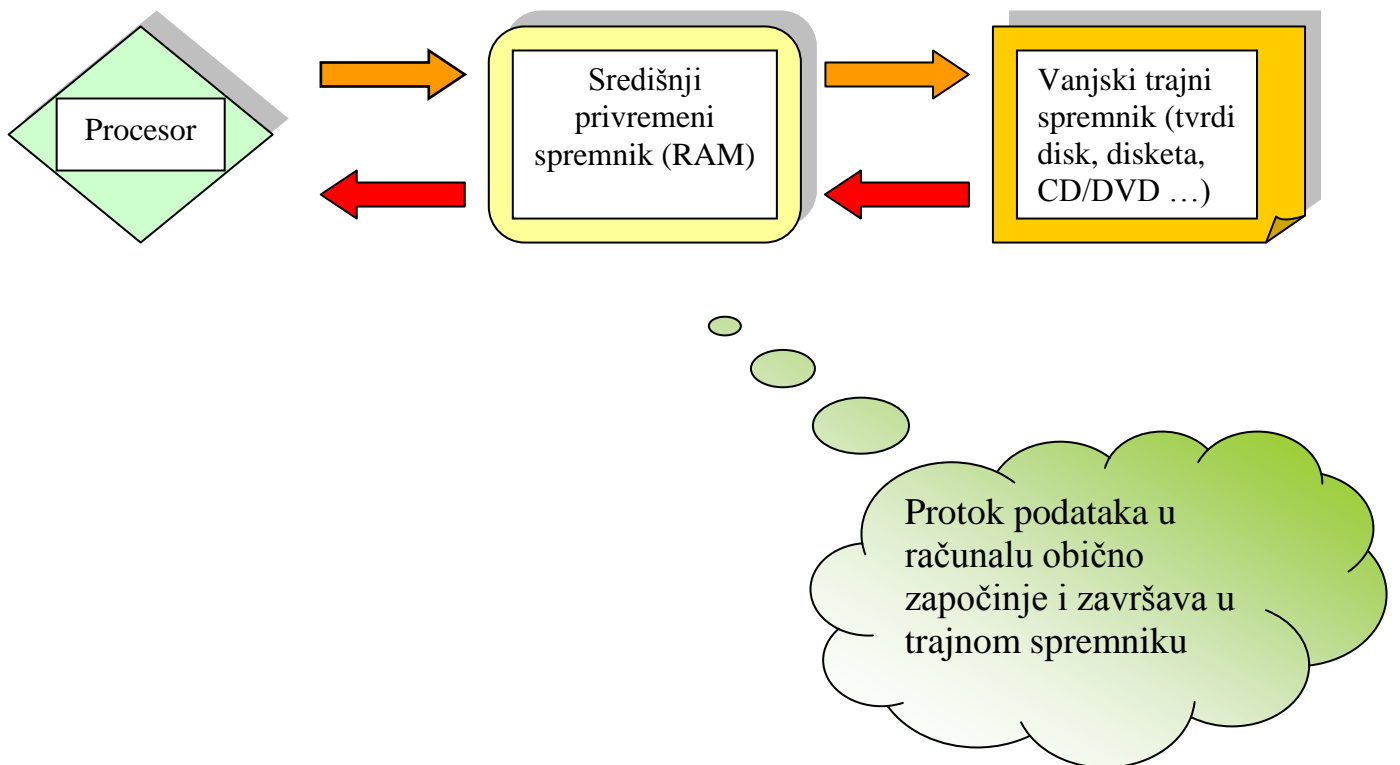 Procesor
Središnji
privremeni
spremnik (RAM)
Vanjski trajni
spremnik (tvrdi
disk, disketa,
CD/DVD …)
Protok podataka u
računalu obično
započinje i završava u
trajnom spremniku